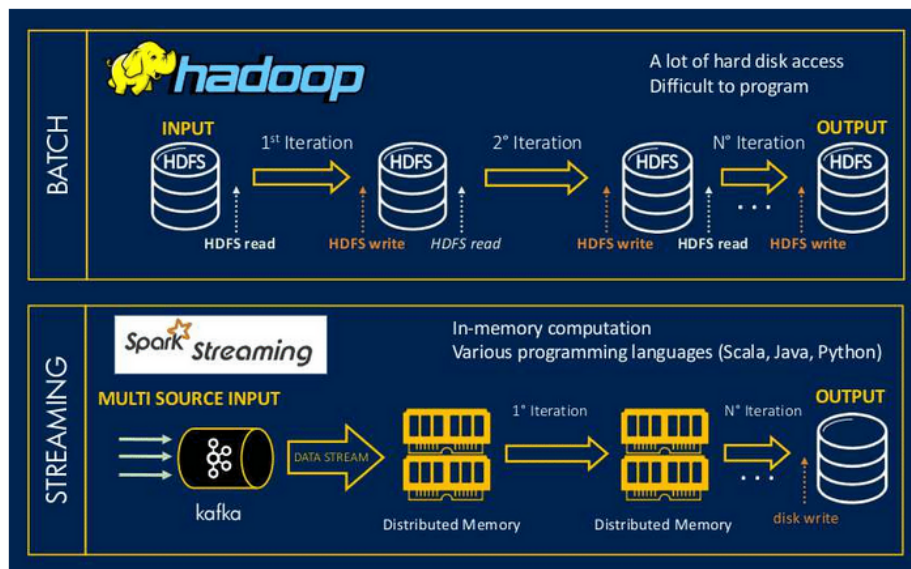 BATCH
hadoop
A lot of hard disk access
Difficult to program
INPUT
1st Iteration
2° Iteration
N° Iteration
OUTPUT
HDFS
HDFS
HDFS
HDFS
...
HDFS read
HDFS write
HDFS read
HDFS write
HDFS read
HDFS write
STREAMING
Spark Streaming
In-memory computation
Various programming languages (Scala, Java, Python)
MULTI SOURCE INPUT
1° Iteration
N° Iteration
OUTPUT
DATA STREAM
...
kafka
Distributed Memory
Distributed Memory
disk write